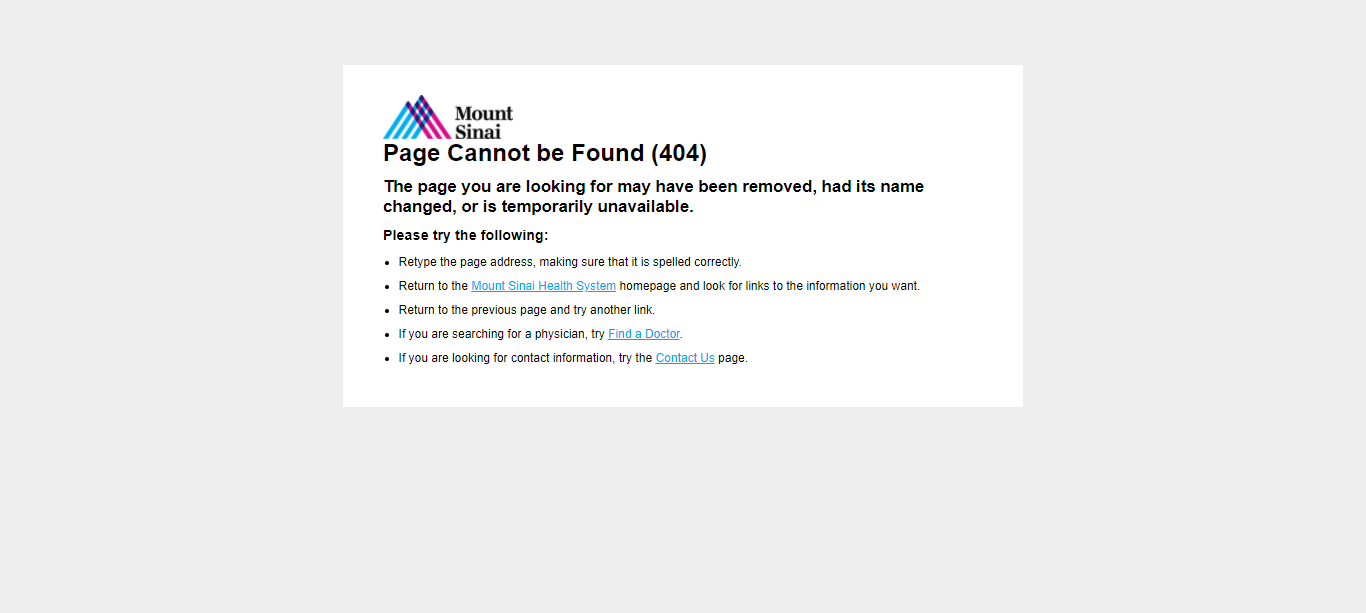 Mount
Sinai
Page Cannot be Found (404)
The page you are looking for may have been removed, had its name
changed, or is temporarily unavailable.
Please try the following:
Retype the page address, making sure that it is spelled correctly.
Return to the Mount Sinai Health System homepage and look for links to the information you want.
Return to the previous page and try another link.
If you are searching for a physician, try Find a Doctor.
If you are looking for contact information, try the Contact Us page.